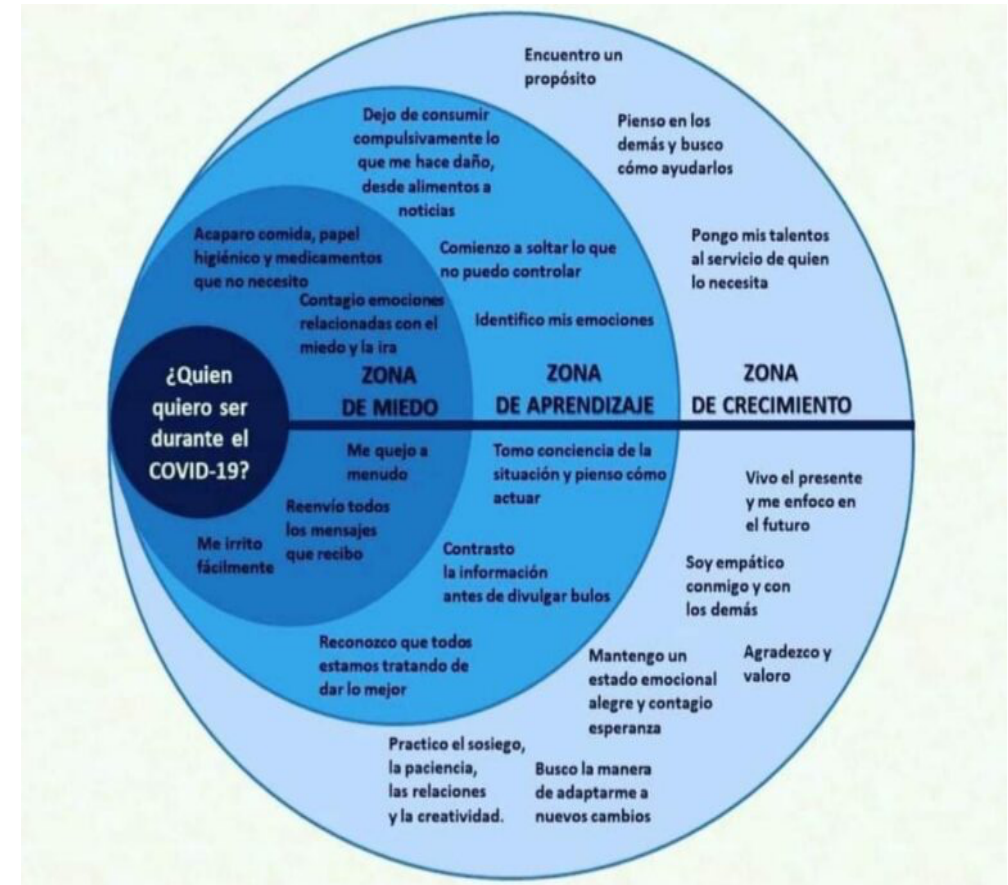 Encuentro un
propósito
Pienso en los
demás y busco
cómo ayudarlos
Pongo mis talentos
al servicio de quien
lo necesita
Dejo de consumir
compulsivamente lo
que me hace daño,
desde alimentos a
noticias
Comienzo a soltar lo que
no puedo controlar
Identifico mis emociones
Acaparo comida, papel
higiénico y medicamentos
que no necesito
Contagio emociones
relacionadas con el
miedo y la ira
¿Quien
quiero ser
durante el
COVID-19?
ZONA
DE MIEDO
ZONA
DE APRENDIZAJE
ZONA
DE CRECIMIENTO
Me quejo a
menudo
Reenvío todos
los mensajes
que recibo
Me irrito
fácilmente
Tomo conciencia de la
situación y pienso cómo
actuar
Contrasto
la información
antes de divulgar bulos
Reconozco que todos
estamos tratando de
dar lo mejor
Vivo el presente
y me enfoco en
el futuro
Soy empático
conmigo y con
los demás
Agradezco y
valoro
Mantengo un
estado emocional
alegre y contagio
esperanza
Practico el sosiego,
la paciencia,
las relaciones
y la creatividad.
Busco la manera
de adaptarme a
nuevos cambios